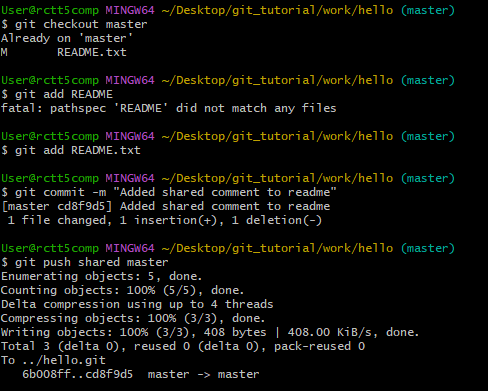 User@rctt5comp MINGW64 ~/Desktop/git_tutorial/work/hello (master)
$ git checkout master
Already on 'master'
M       README.txt
User@rctt5comp MINGW64 ~/Desktop/git_tutorial/work/hello (master)
$ git add README
fatal: pathspec 'README' did not match any files
User@rctt5comp MINGW64 ~/Desktop/git_tutorial/work/hello (master)
$ git add README.txt
User@rctt5comp MINGW64 ~/Desktop/git_tutorial/work/hello (master)
$ git commit -m "Added shared comment to readme"
[master cd8f9d5] Added shared comment to readme
 1 file changed, 1 insertion(+), 1 deletion(-)
User@rctt5comp MINGW64 ~/Desktop/git_tutorial/work/hello (master)
$ git push shared master
Enumerating objects: 5, done.
Counting objects: 100% (5/5), done.
Delta compression using up to 4 threads
Compressing objects: 100% (3/3), done.
Writing objects: 100% (3/3), 408 bytes | 408.00 KiB/s, done.
Total 3 (delta 0), reused 0 (delta 0), pack-reused 0
To ../hello.git
   6b008ff..cd8f9d5  master -> master